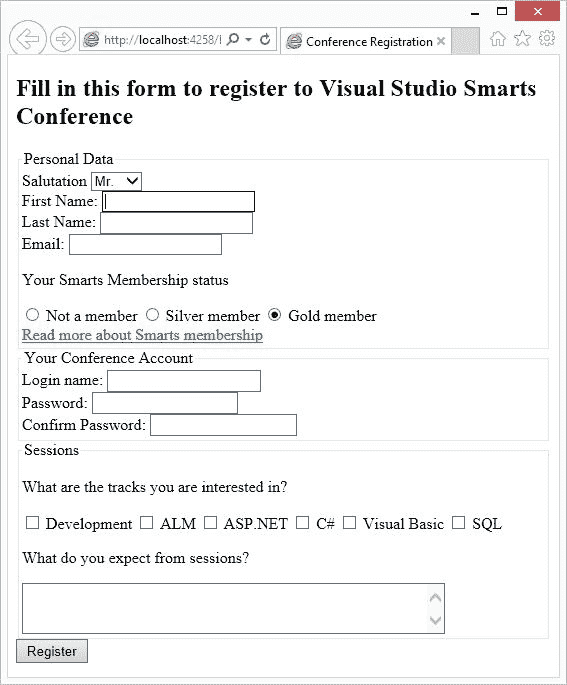 http://localhost:4258/
Conference Registration
Fill in this form to register to Visual Studio Smarts
Conference
Personal Data
Salutation Mr.
First Name:
Last Name:
Email:
Your Smarts Membership status
Not a member Silver member Gold member
Read more about Smarts membership
Your Conference Account
Login name:
Password:
Confirm Password:
Sessions
What are the tracks you are interested in?
Development ALM ASP.NET C# Visual Basic SQL
What do you expect from sessions?
Register